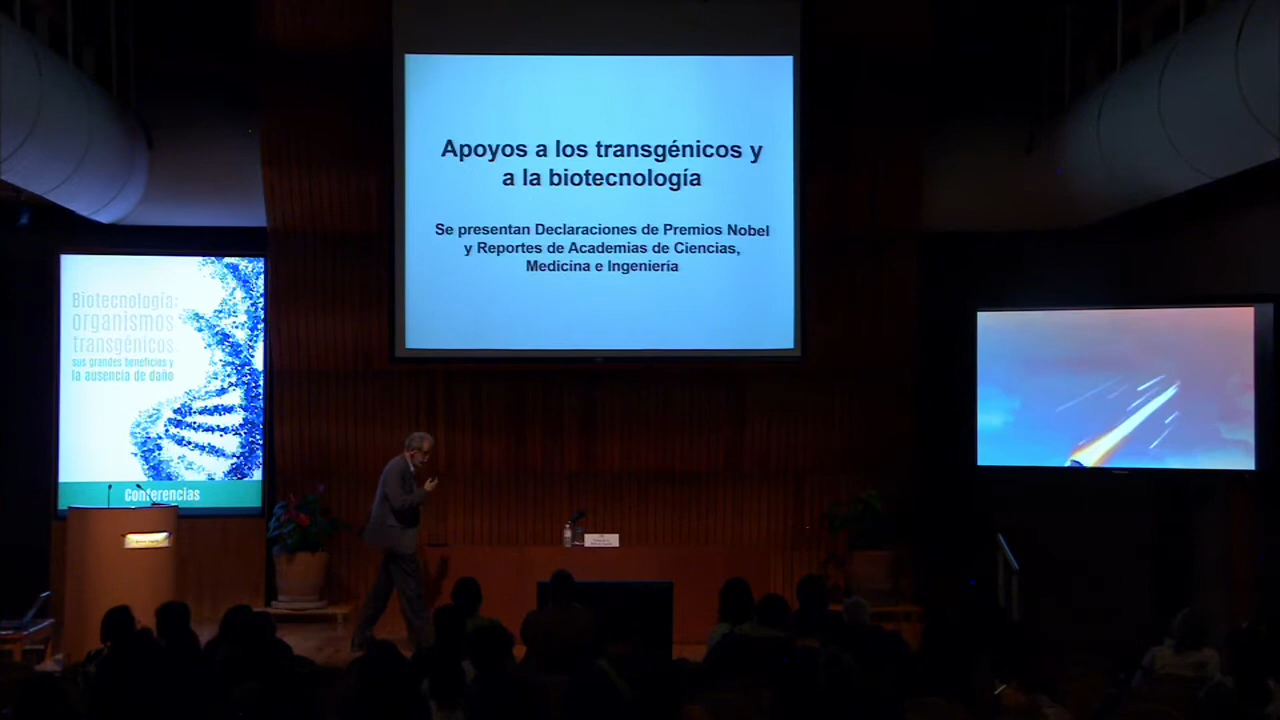 Apoyos a los transgénicos y
a la biotecnología
Se presentan Declaraciones de Premios Nobel
y Reportes de Academias de Ciencias,
Medicina e Ingeniería
Biotecnología:
organismos
transgénicos
sus grandes beneficios y
la ausencia de daño
Conferencias